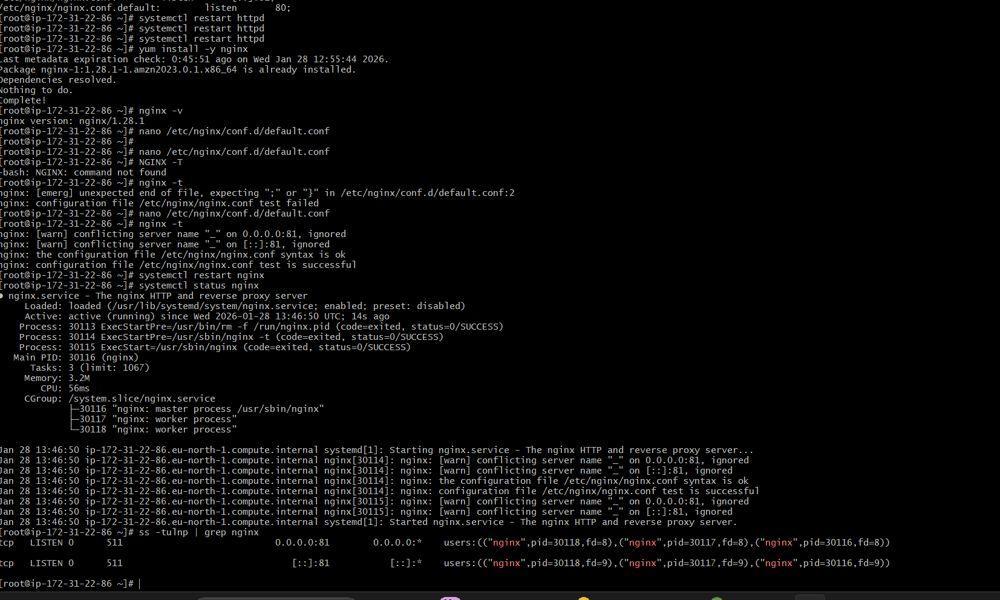 /etc/nginx/nginx.conf.default:        listen       80;
[root@ip-172-31-22-86 ~]# systemctl restart httpd
[root@ip-172-31-22-86 ~]# systemctl restart httpd
[root@ip-172-31-22-86 ~]# systemctl restart httpd
[root@ip-172-31-22-86 ~]# yum install -y nginx
Last metadata expiration check: 0:45:51 ago on Wed Jan 28 12:55:44 2026.
Package nginx-1:1.28.1-1.amzn2023.0.1.x86_64 is already installed.
Dependencies resolved.
Nothing to do.
Complete!
[root@ip-172-31-22-86 ~]# nginx -v
nginx version: nginx/1.28.1
[root@ip-172-31-22-86 ~]# nano /etc/nginx/conf.d/default.conf
[root@ip-172-31-22-86 ~]#
[root@ip-172-31-22-86 ~]# nano /etc/nginx/conf.d/default.conf
[root@ip-172-31-22-86 ~]# NGINX -T
-bash: NGINX: command not found
[root@ip-172-31-22-86 ~]# nginx -t
nginx: [emerg] unexpected end of file, expecting ";" or "}" in /etc/nginx/conf.d/default.conf:2
nginx: configuration file /etc/nginx/nginx.conf test failed
[root@ip-172-31-22-86 ~]# nano /etc/nginx/conf.d/default.conf
[root@ip-172-31-22-86 ~]# nginx -t
nginx: [warn] conflicting server name "_" on 0.0.0.0:81, ignored
nginx: [warn] conflicting server name "_" on [::]:81, ignored
nginx: the configuration file /etc/nginx/nginx.conf syntax is ok
nginx: configuration file /etc/nginx/nginx.conf test is successful
[root@ip-172-31-22-86 ~]# systemctl restart nginx
[root@ip-172-31-22-86 ~]# systemctl status nginx
● nginx.service - The nginx HTTP and reverse proxy server
Loaded: loaded (/usr/lib/systemd/system/nginx.service; enabled; preset: disabled)
Active: active (running) since Wed 2026-01-28 13:46:50 UTC; 14s ago
Process: 30113 ExecStartPre=/usr/bin/rm -f /run/nginx.pid (code=exited, status=0/SUCCESS)
Process: 30114 ExecStartPre=/usr/sbin/nginx -t (code=exited, status=0/SUCCESS)
Process: 30115 ExecStart=/usr/sbin/nginx (code=exited, status=0/SUCCESS)
Main PID: 30116 (nginx)
Tasks: 3 (limit: 1067)
Memory: 3.2M
CPU: 56ms
CGroup: /system.slice/nginx.service
├─30116 "nginx: master process /usr/sbin/nginx"
├─30117 "nginx: worker process"
└─30118 "nginx: worker process"
Jan 28 13:46:50 ip-172-31-22-86.eu-north-1.compute.internal systemd[1]: Starting nginx.service - The nginx HTTP and reverse proxy server...
Jan 28 13:46:50 ip-172-31-22-86.eu-north-1.compute.internal nginx[30114]: nginx: [warn] conflicting server name "_" on 0.0.0.0:81, ignored
Jan 28 13:46:50 ip-172-31-22-86.eu-north-1.compute.internal nginx[30114]: nginx: [warn] conflicting server name "_" on [::]:81, ignored
Jan 28 13:46:50 ip-172-31-22-86.eu-north-1.compute.internal nginx[30114]: nginx: the configuration file /etc/nginx/nginx.conf syntax is ok
Jan 28 13:46:50 ip-172-31-22-86.eu-north-1.compute.internal nginx[30114]: nginx: configuration file /etc/nginx/nginx.conf test is successful
Jan 28 13:46:50 ip-172-31-22-86.eu-north-1.compute.internal nginx[30115]: nginx: [warn] conflicting server name "_" on 0.0.0.0:81, ignored
Jan 28 13:46:50 ip-172-31-22-86.eu-north-1.compute.internal nginx[30115]: nginx: [warn] conflicting server name "_" on [::]:81, ignored
Jan 28 13:46:50 ip-172-31-22-86.eu-north-1.compute.internal systemd[1]: Started nginx.service - The nginx HTTP and reverse proxy server.
[root@ip-172-31-22-86 ~]# ss -tulnp | grep nginx
tcp   LISTEN 0      511                            0.0.0.0:81        0.0.0.0:*    users:(("nginx",pid=30118,fd=8),("nginx",pid=30117,fd=8),("nginx",pid=30116,fd=8))
tcp   LISTEN 0      511                               [::]:81           [::]:*    users:(("nginx",pid=30118,fd=9),("nginx",pid=30117,fd=9),("nginx",pid=30116,fd=9))
[root@ip-172-31-22-86 ~]#